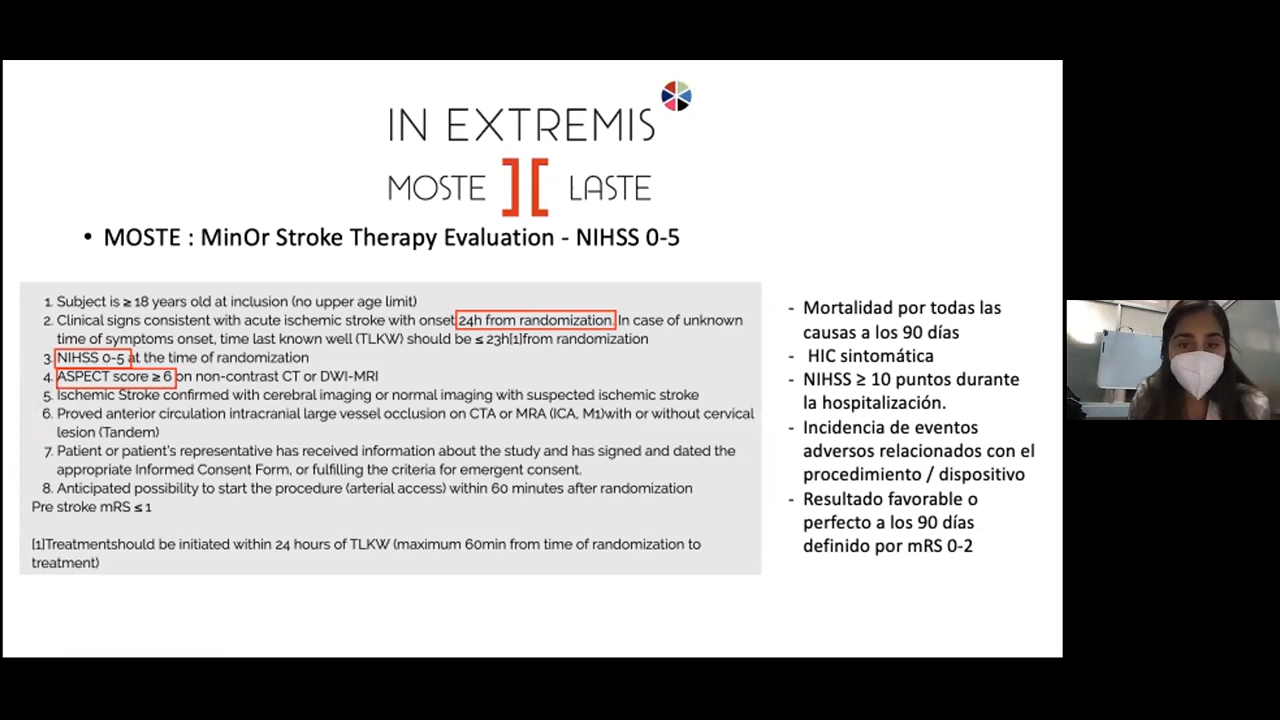 IN EXTREMIS
MOSTE ][ LASTE
• MOSTE : MinOr Stroke Therapy Evaluation - NIHSS 0-5
1. Subject is ≥ 18 years old at inclusion (no upper age limit)
2. Clinical signs consistent with acute ischemic stroke with onset 24h from randomization. In case of unknown
time of symptoms onset, time last known well (TLKW) should be ≤ 23h[1]from randomization
3. NIHSS 0-5 at the time of randomization
4. ASPECT score ≥ 6 on non-contrast CT or DWI-MRI
5. Ischemic Stroke confirmed with cerebral imaging or normal imaging with suspected ischemic stroke
6. Proved anterior circulation intracranial large vessel occlusion on CTA or MRA (ICA, M1)with or without cervical
lesion (Tandem)
7. Patient or patient's representative has received information about the study and has signed and dated the
appropriate Informed Consent Form, or fulfilling the criteria for emergent consent.
8. Anticipated possibility to start the procedure (arterial access) within 60 minutes after randomization
Pre stroke mRS ≤ 1
[1]Treatmentshould be initiated within 24 hours of TLKW (maximum 60min from time of randomization to
treatment)
- Mortalidad por todas las
causas a los 90 días
- HIC sintomática
- NIHSS ≥ 10 puntos durante
la hospitalización.
- Incidencia de eventos
adversos relacionados con el
procedimiento / dispositivo
- Resultado favorable o
perfecto a los 90 días
definido por mRS 0-2